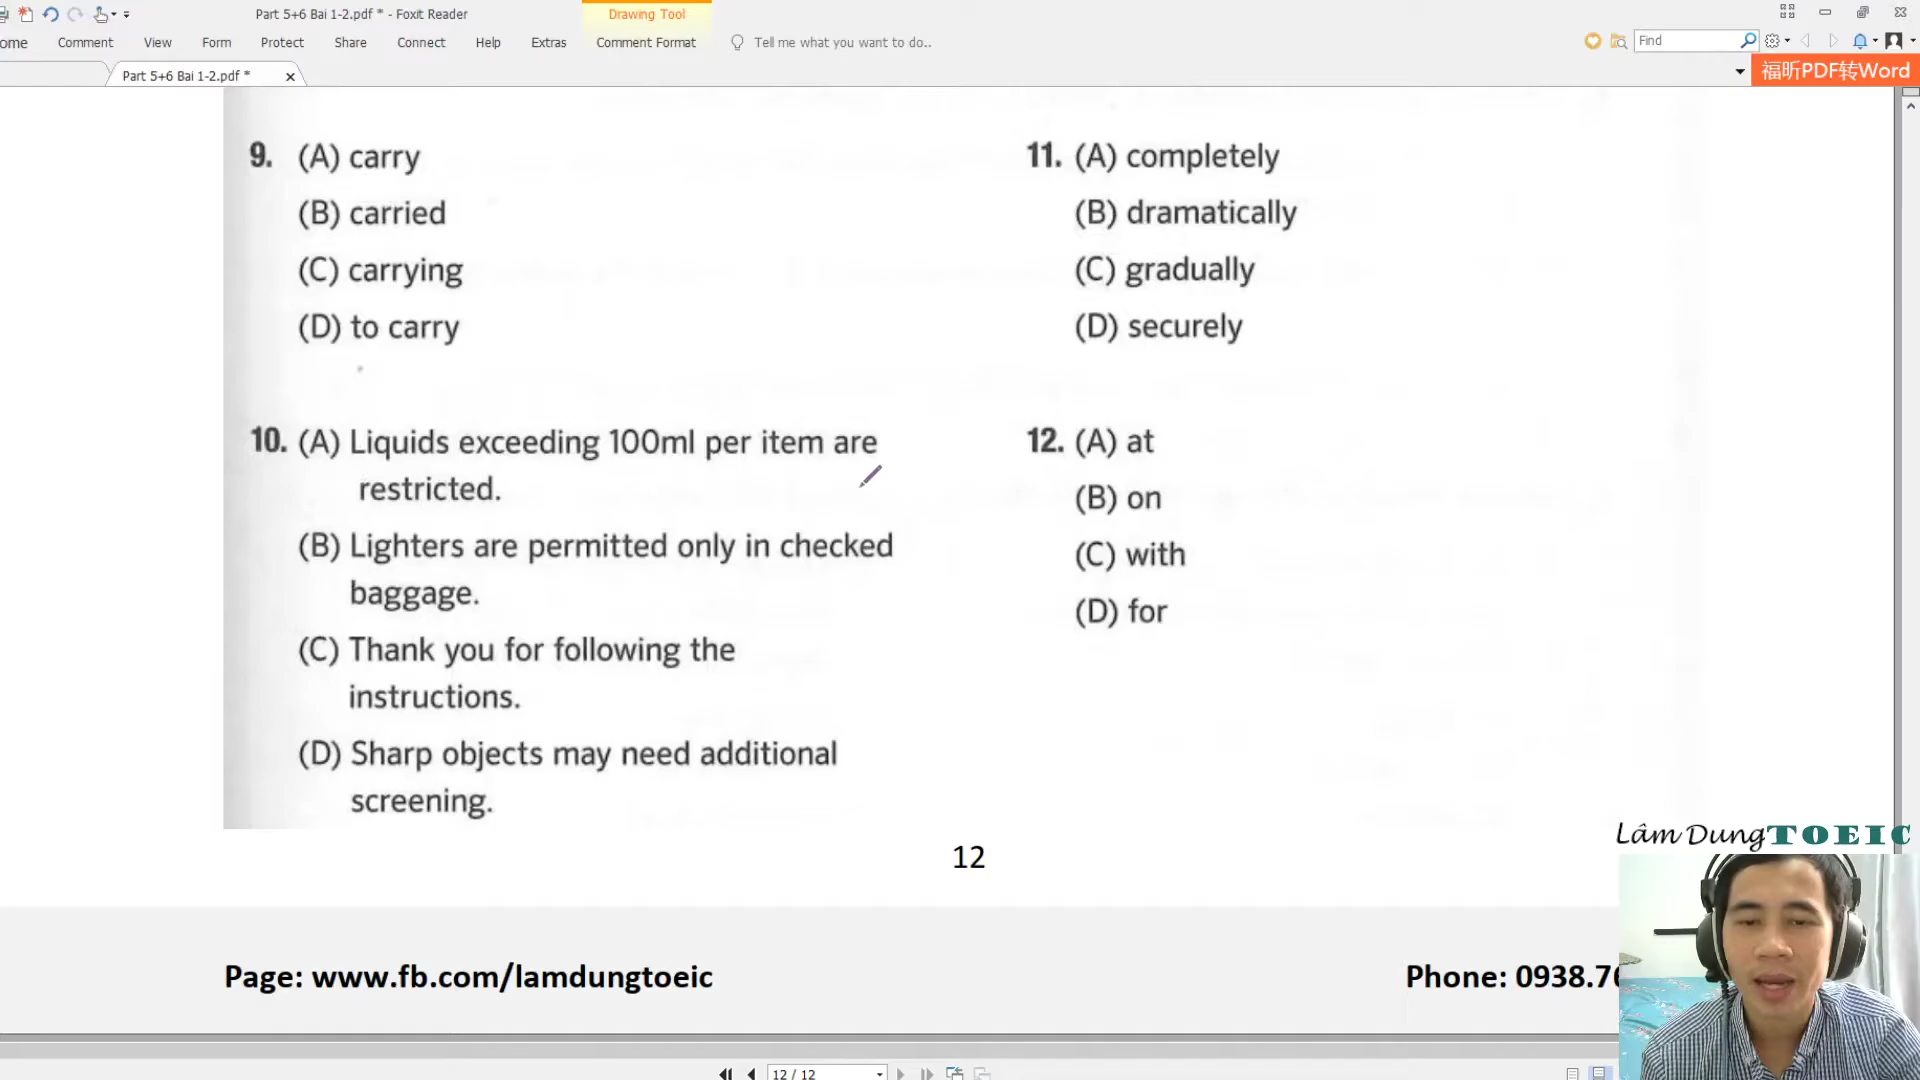 Part 5+6 Bai 1-2.pdf * - Foxit Reader
Drawing Tool
Comment
View
Form
Protect
Share
Connect
Help
Extras
Comment Format
Tell me what you want to do..
Find
Part 5+6 Bai 1-2.pdf *
福昕PDF转Word
9. (A) carry
(B) carried
(C) carrying
(D) to carry
10. (A) Liquids exceeding 100ml per item are
restricted.
(B) Lighters are permitted only in checked
baggage.
(C) Thank you for following the
instructions.
(D) Sharp objects may need additional
screening.
11. (A) completely
(B) dramatically
(C) gradually
(D) securely
12. (A) at
(B) on
(C) with
(D) for
12
Lâm Dung TOEIC
Page: www.fb.com/lamdungtoeic
Phone: 0938.76
12 / 12